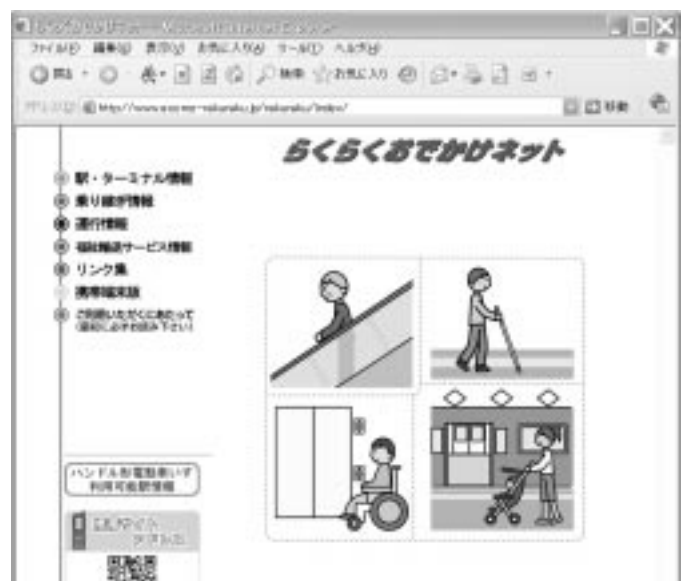 ファイル(F) 編集(E) 表示(V) お気に入り(A) ツール(T) ヘルプ(H)
戻る 検索 お気に入り
移動
らくらくおでかけネット
駅・ターミナル情報
乗り継ぎ情報
運行情報
福祉輸送サービス情報
リンク集
携帯端末版
ご利用いただくにあたって
(最初に必ずお読み下さい)
ハンドル形電動車いす
利用可能駅情報